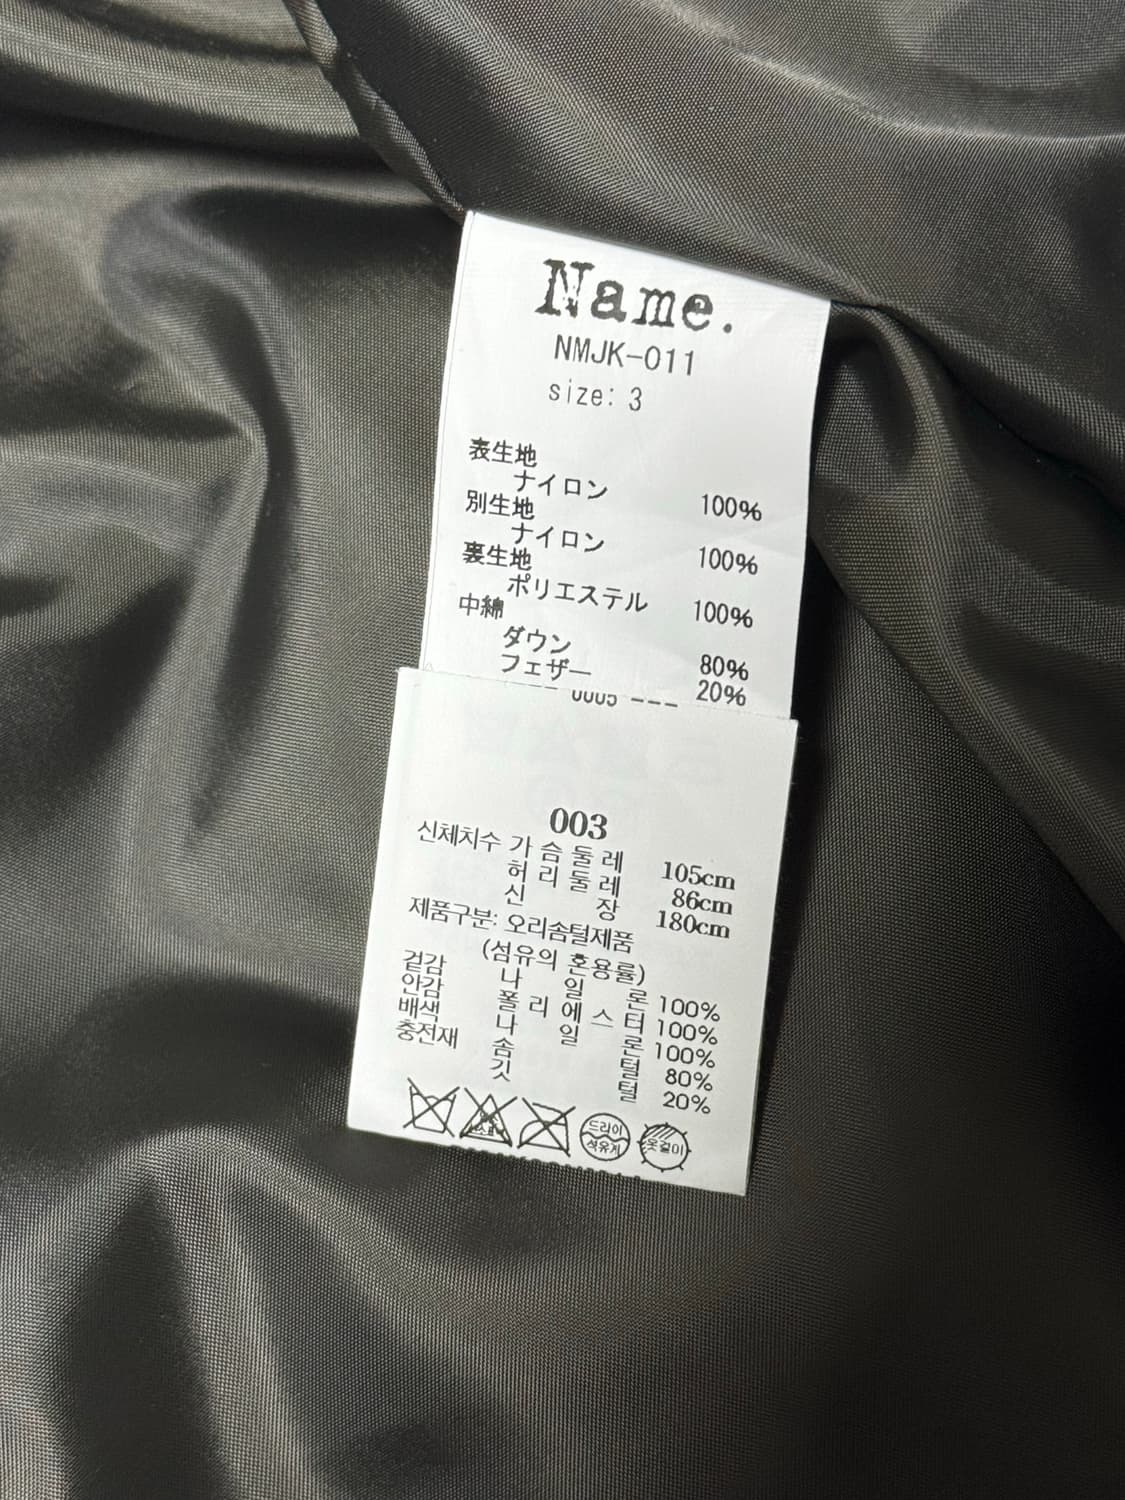 Name.
NMJK-011
size: 3
表生地
ナイロン 100%
別生地
ナイロン 100%
裏生地
ポリエステル 100%
中綿
ダウン 80%
フェザー 20%
0005 ---
003
신체치수 가슴둘레 105cm
허리둘레 86cm
신장 180cm
제품구분: 오리솜털제품
(섬유의 혼용률)
겉감 나일론 100%
안감 폴리에스터 100%
배색 나일론 100%
충전재 솜털 80%
깃털 20%
드라이
석유계
옷걸이